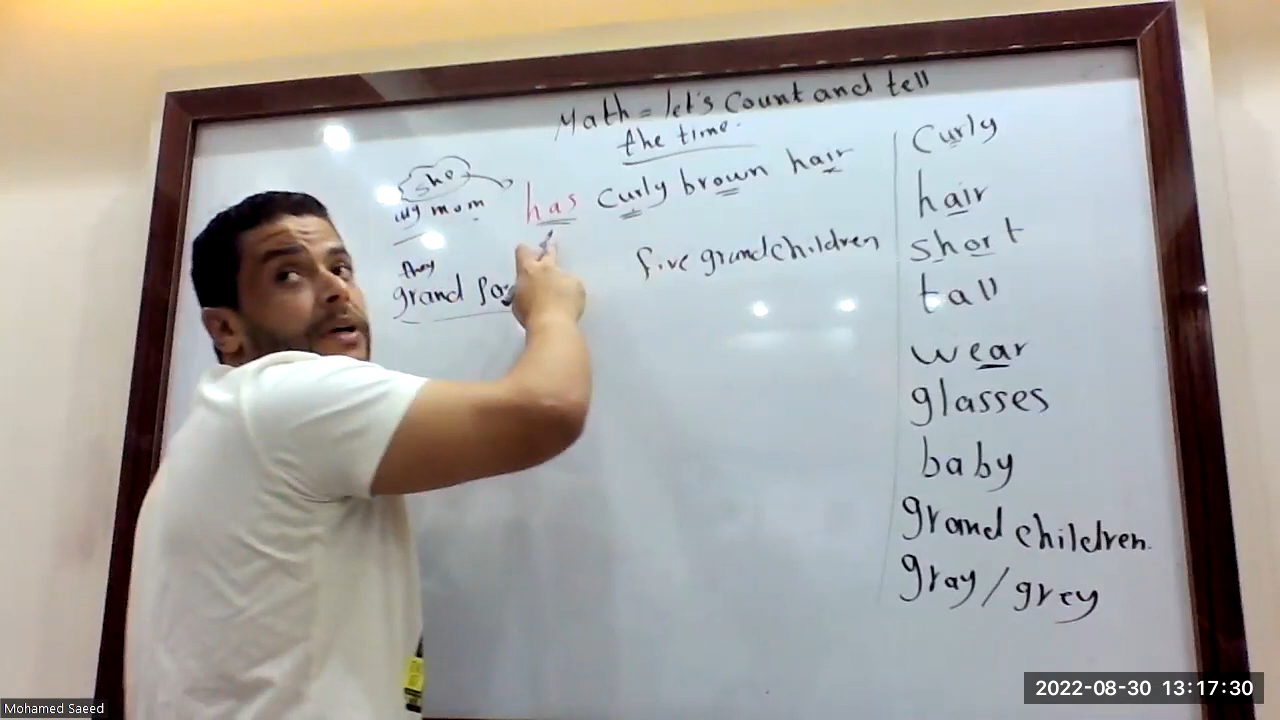 Math = let's Count and tell
the time.
she
my mom has curly brown hair
they
grand five grandchildren
Curly
hair
short
tall
wear
glasses
baby
grand children.
gray / grey
Mohamed Saeed
2022-08-30 13:17:30